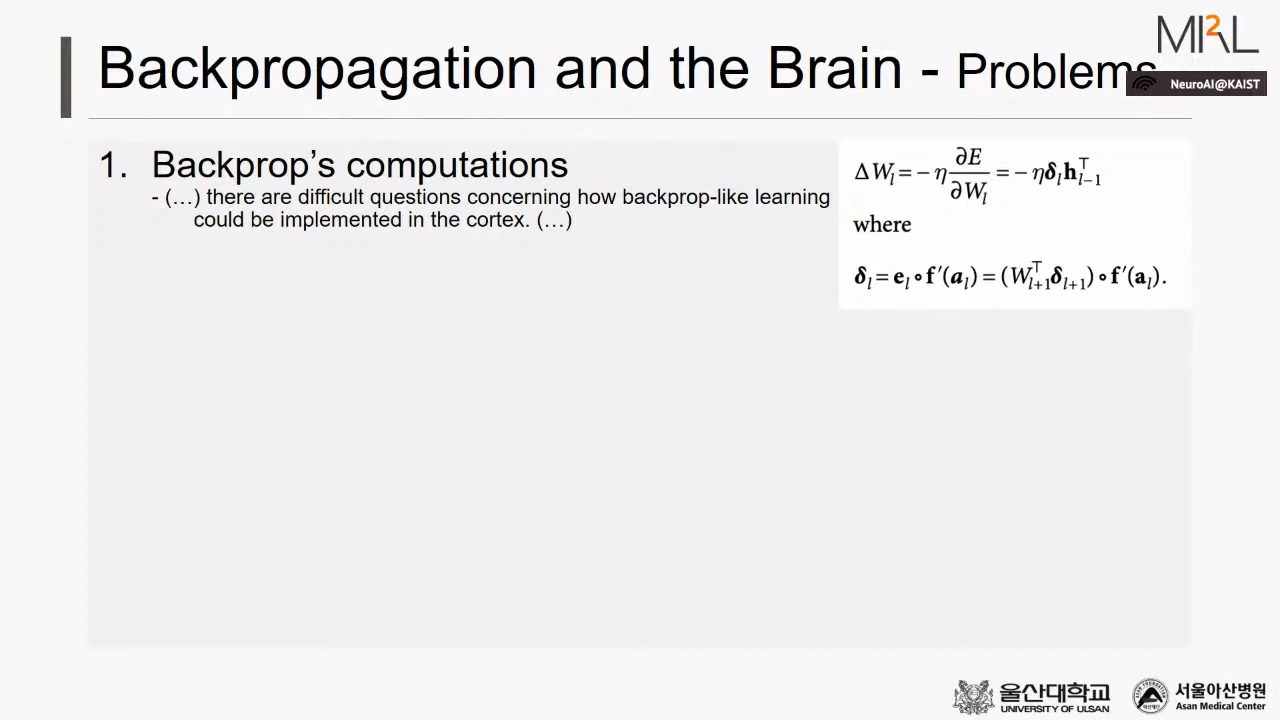 MI2RL
Backpropagation and the Brain - Problems
NeuroAI@KAIST
1. Backprop’s computations
- (…) there are difficult questions concerning how backprop-like learning
could be implemented in the cortex. (…)
ΔW_l = − η ∂E/∂W_l = − ηδ_l h_{l−1}^⊤
where
δ_l = e_l ∘ f′(a_l) = (W_{l+1}^⊤ δ_{l+1}) ∘ f′(a_l).
울산대학교
UNIVERSITY OF ULSAN
서울아산병원
Asan Medical Center